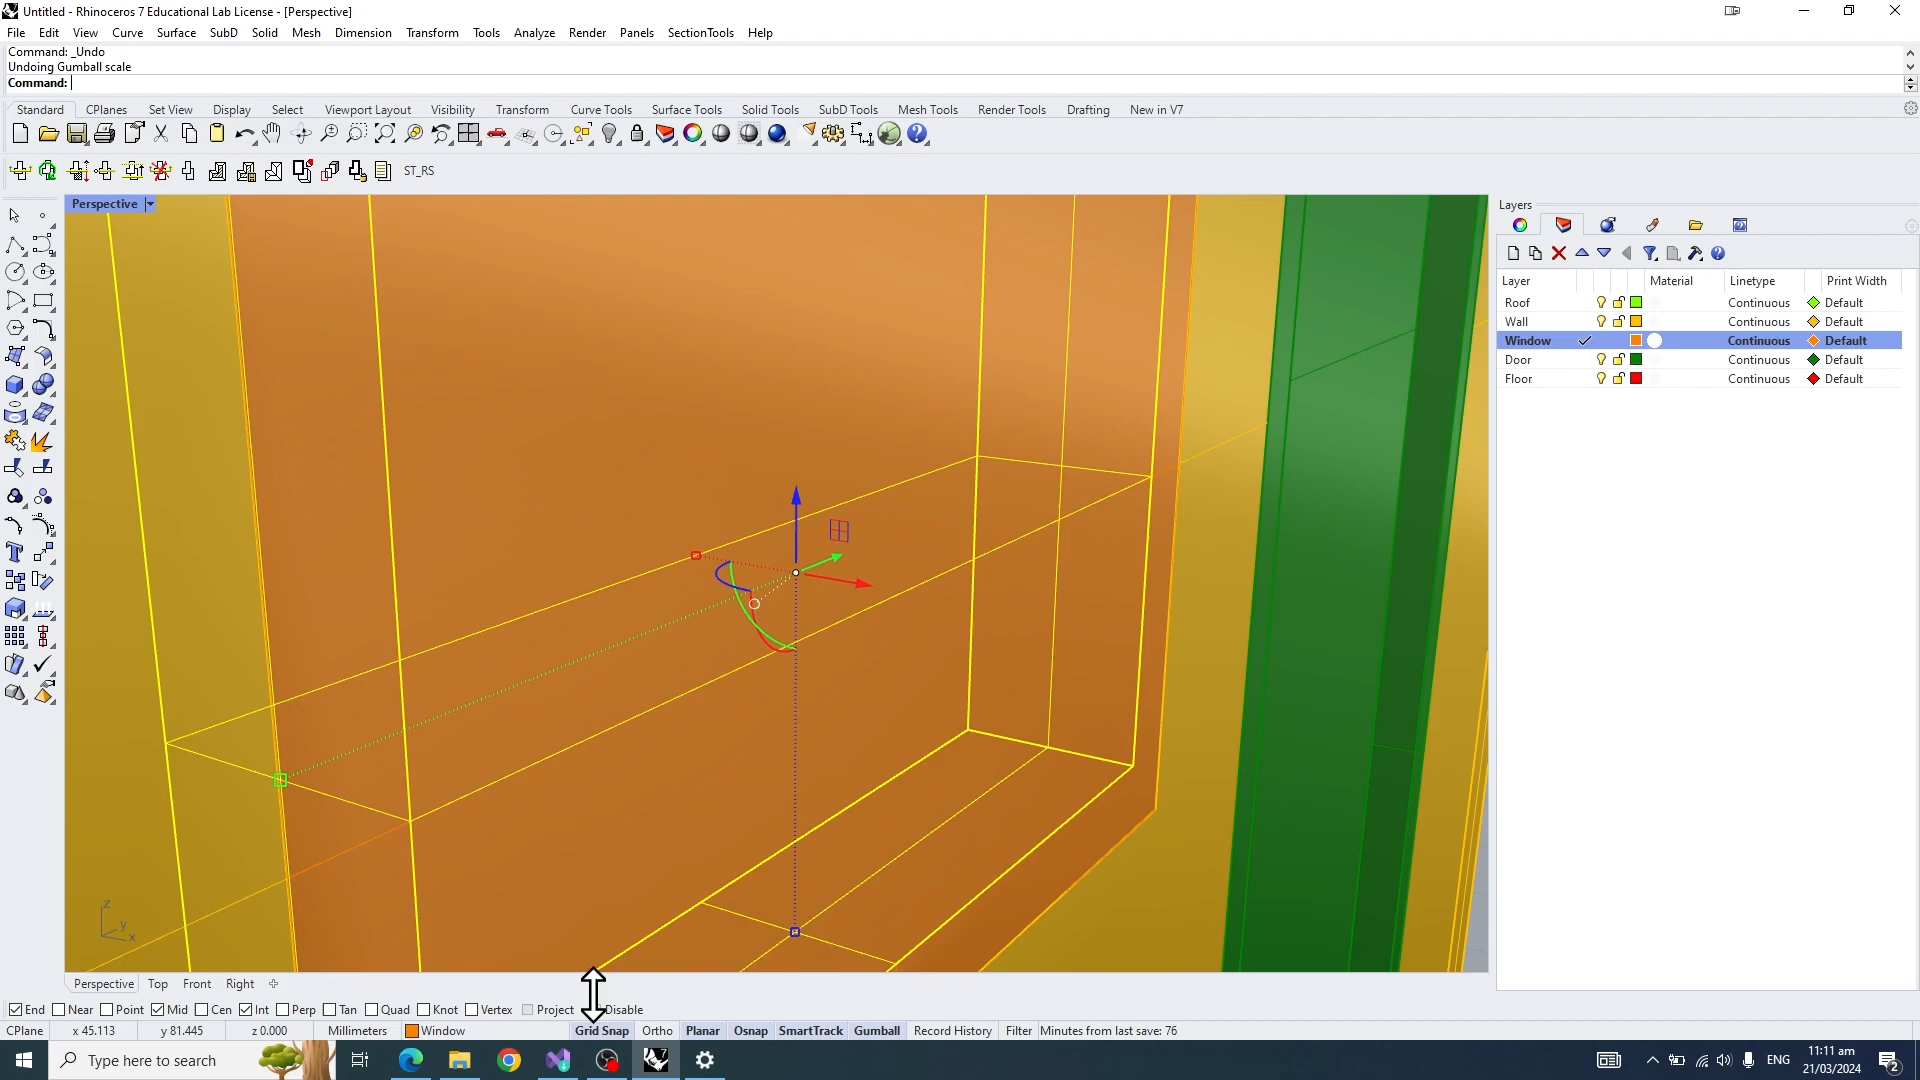 Untitled - Rhinoceros 7 Educational Lab License - [Perspective]
File Edit View Curve Surface SubD Solid Mesh Dimension Transform Tools Analyze Render Panels SectionTools Help
Command: _Undo
Undoing Gumball scale
Command:
Standard CPlanes Set View Display Select Viewport Layout Visibility Transform Curve Tools Surface Tools Solid Tools SubD Tools Mesh Tools Render Tools Drafting New in V7
ST_RS
Perspective
Layers
Layer Material Linetype Print Width
Roof Continuous Default
Wall Continuous Default
Window Continuous Default
Door Continuous Default
Floor Continuous Default
z
y
x
Perspective Top Front Right
End Near Point Mid Cen Int Perp Tan Quad Knot Vertex Project Disable
CPlane x 45.113 y 81.445 z 0.000 Millimeters Window Grid Snap Ortho Planar Osnap SmartTrack Gumball Record History Filter Minutes from last save: 76
Type here to search
ENG
11:11 am
21/03/2024
2